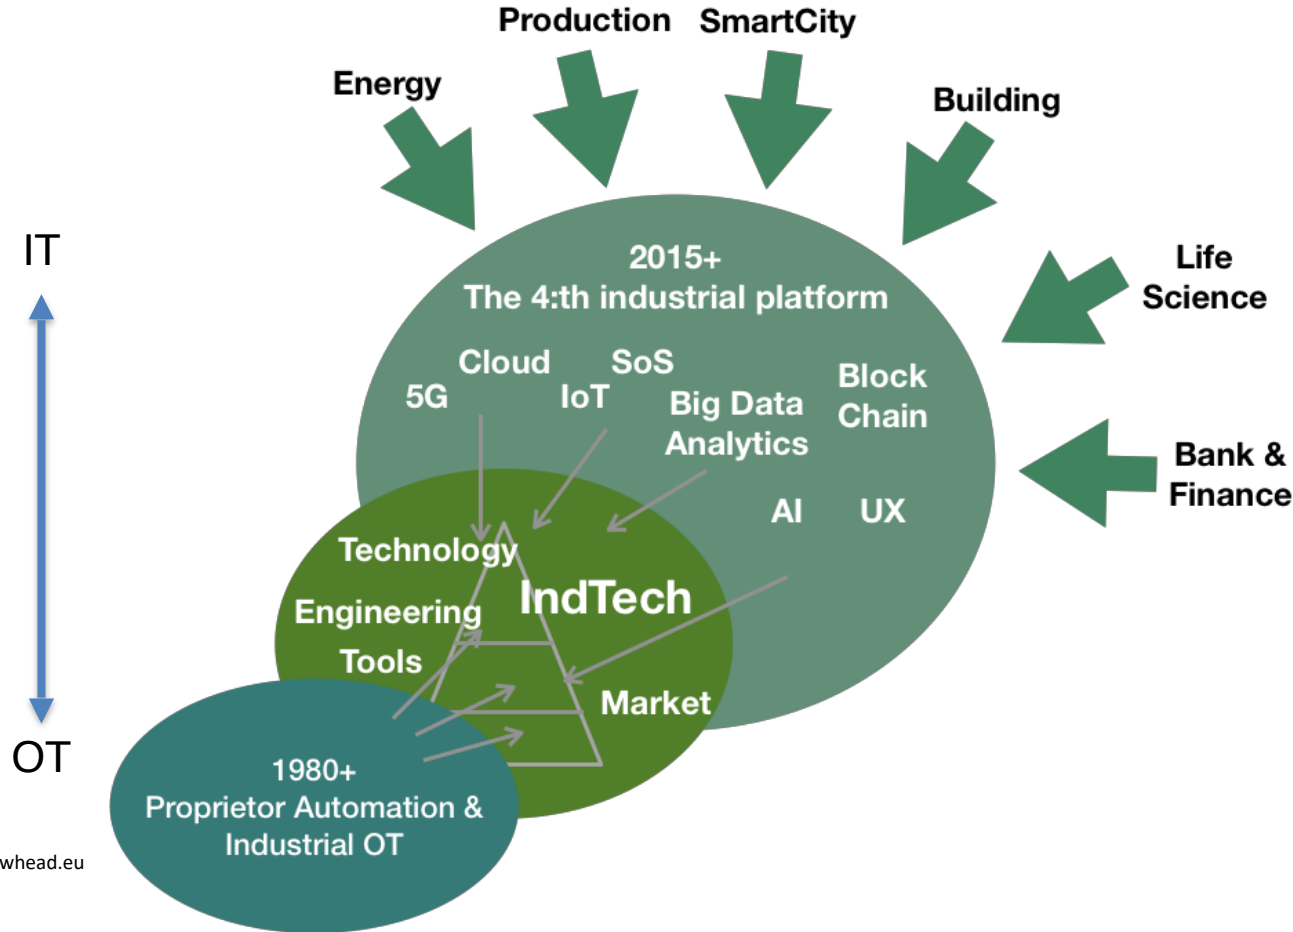 Production
SmartCity
Energy
Building
IT
2015+
The 4:th industrial platform
Life
Science
Cloud
SoS
5G
IoT
Big Data
Analytics
Block
Chain
Bank &
Finance
AI
UX
Technology
IndTech
Engineering
Tools
Market
OT
1980+
Proprietor Automation &
Industrial OT
whead.eu